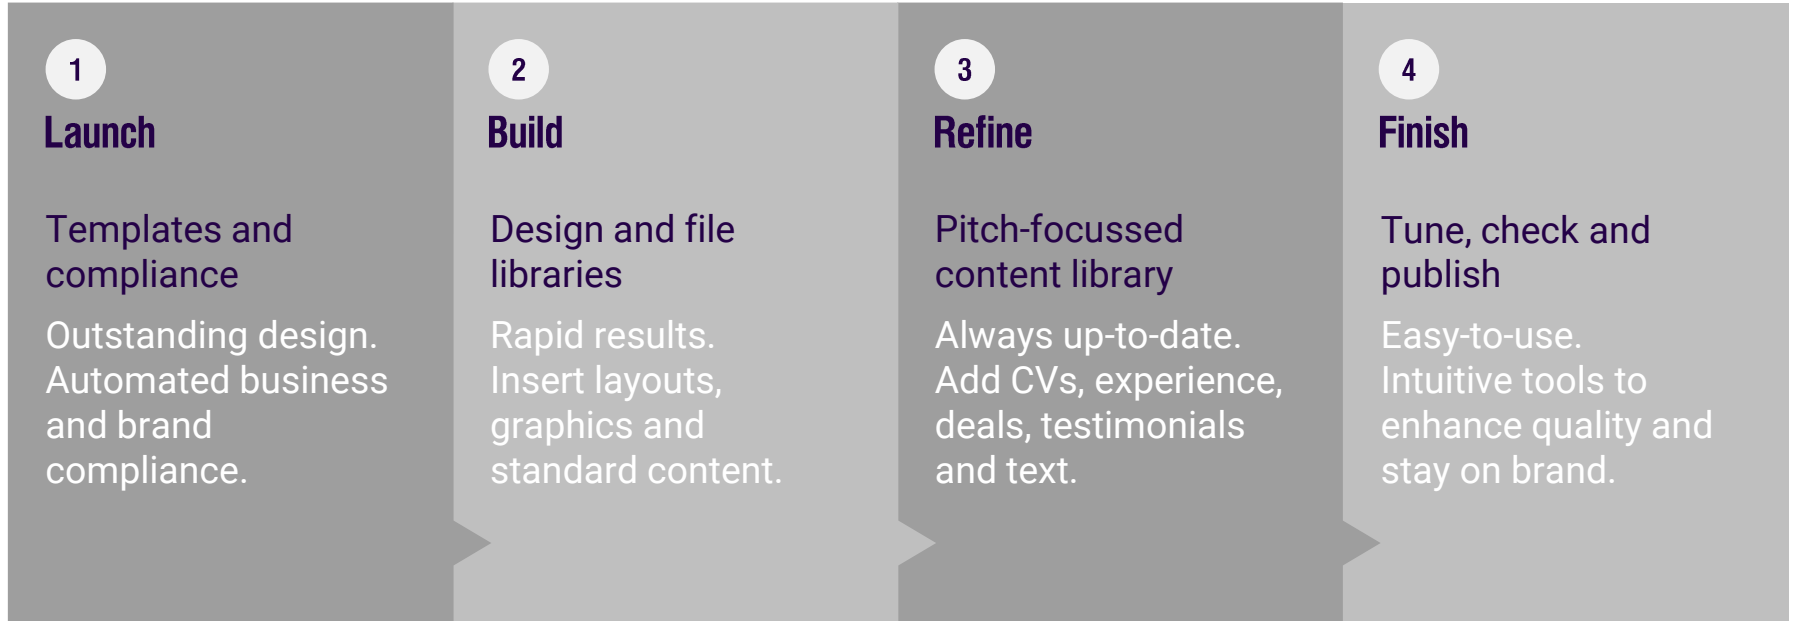 1
Launch
Templates and
compliance
Outstanding design.
Automated business
and brand
compliance.
2
Build
Design and file
libraries
Rapid results.
Insert layouts,
graphics and
standard content.
3
Refine
Pitch-focussed
content library
Always up-to-date.
Add CVs, experience,
deals, testimonials
and text.
4
Finish
Tune, check and
publish
Easy-to-use.
Intuitive tools to
enhance quality and
stay on brand.